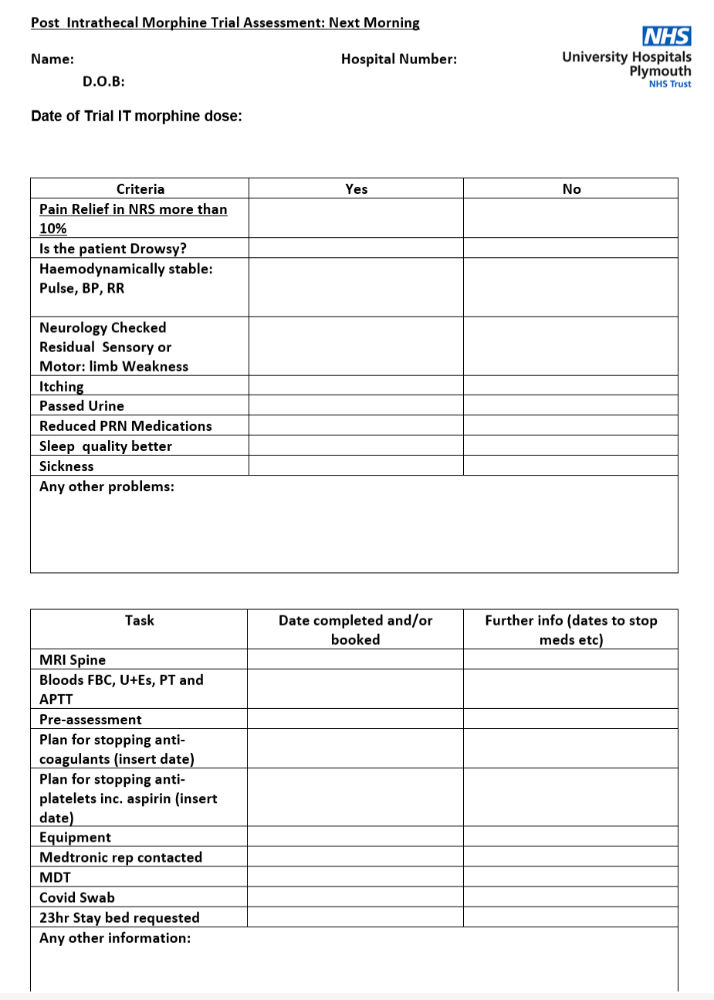 Post  Intrathecal Morphine Trial Assessment: Next Morning
NHS
University Hospitals
Plymouth
NHS Trust
Name:
Hospital Number:
D.O.B:
Date of Trial IT morphine dose:
Criteria
Yes
No
Pain Relief in NRS more than
10%
Is the patient Drowsy?
Haemodynamically stable:
Pulse, BP, RR
Neurology Checked
Residual  Sensory or
Motor: limb Weakness
Itching
Passed Urine
Reduced PRN Medications
Sleep  quality better
Sickness
Any other problems:
Task
Date completed and/or
booked
Further info (dates to stop
meds etc)
MRI Spine
Bloods FBC, U+Es, PT and
APTT
Pre-assessment
Plan for stopping anti-
coagulants (insert date)
Plan for stopping anti-
platelets inc. aspirin (insert
date)
Equipment
Medtronic rep contacted
MDT
Covid Swab
23hr Stay bed requested
Any other information: